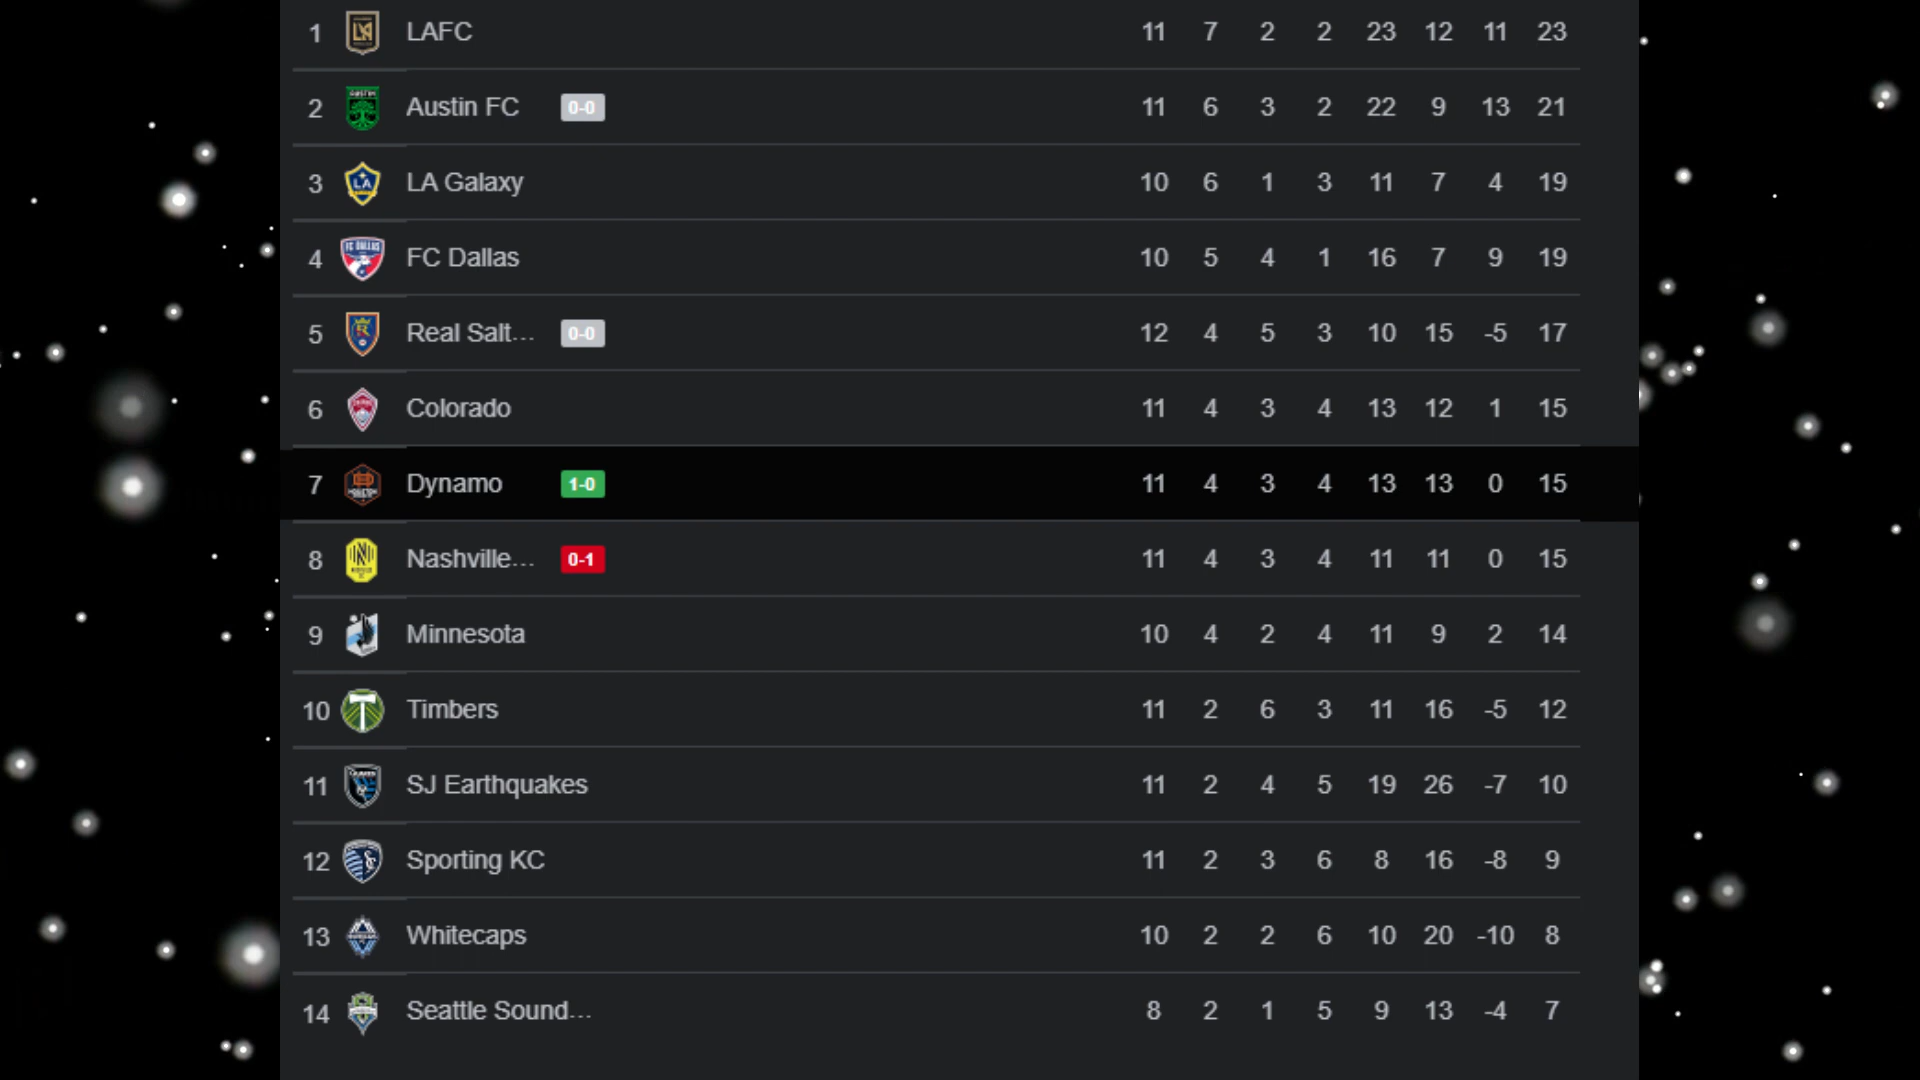 1 LAFC 11 7 2 2 23 12 11 23
2 Austin FC 0-0 11 6 3 2 22 9 13 21
3 LA Galaxy 10 6 1 3 11 7 4 19
4 FC Dallas 10 5 4 1 16 7 9 19
5 Real Salt... 0-0 12 4 5 3 10 15 -5 17
6 Colorado 11 4 3 4 13 12 1 15
7 Dynamo 1-0 11 4 3 4 13 13 0 15
8 Nashville... 0-1 11 4 3 4 11 11 0 15
9 Minnesota 10 4 2 4 11 9 2 14
10 Timbers 11 2 6 3 11 16 -5 12
11 SJ Earthquakes 11 2 4 5 19 26 -7 10
12 Sporting KC 11 2 3 6 8 16 -8 9
13 Whitecaps 10 2 2 6 10 20 -10 8
14 Seattle Sound... 8 2 1 5 9 13 -4 7